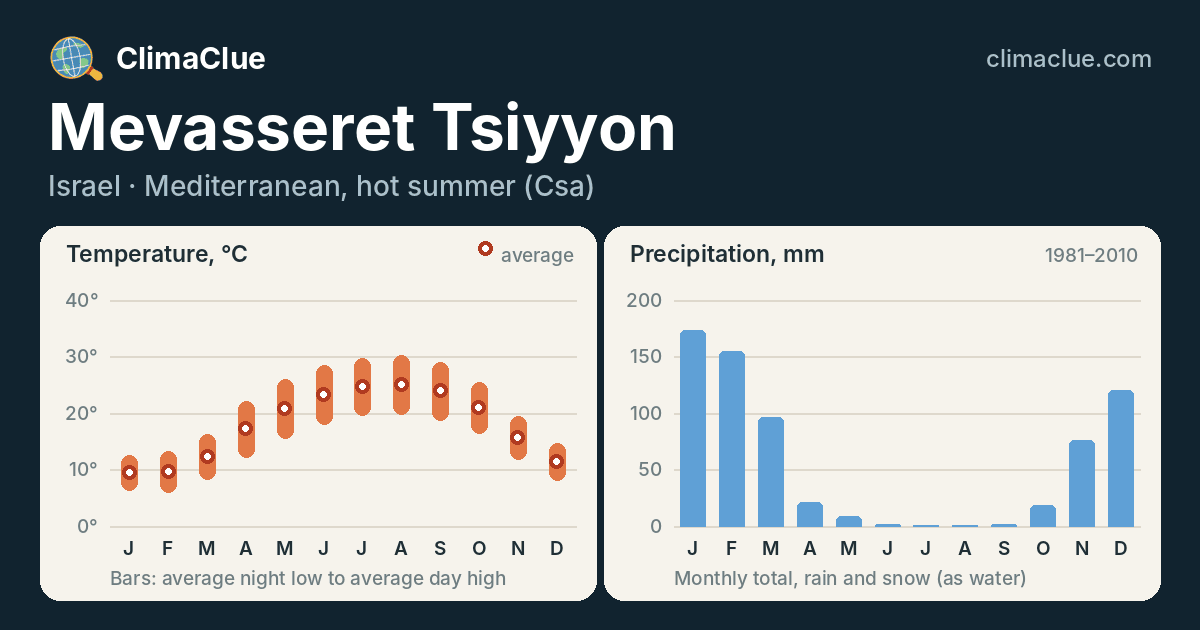 ClimaClue
climaclue.com
Mevasseret Tsiyyon
Israel · Mediterranean, hot summer (Csa)
Temperature, °C
average
40°
30°
20°
10°
0°
J F M A M J J A S O N D
Bars: average night low to average day high
Precipitation, mm
1981–2010
200
150
100
50
0
J F M A M J J A S O N D
Monthly total, rain and snow (as water)